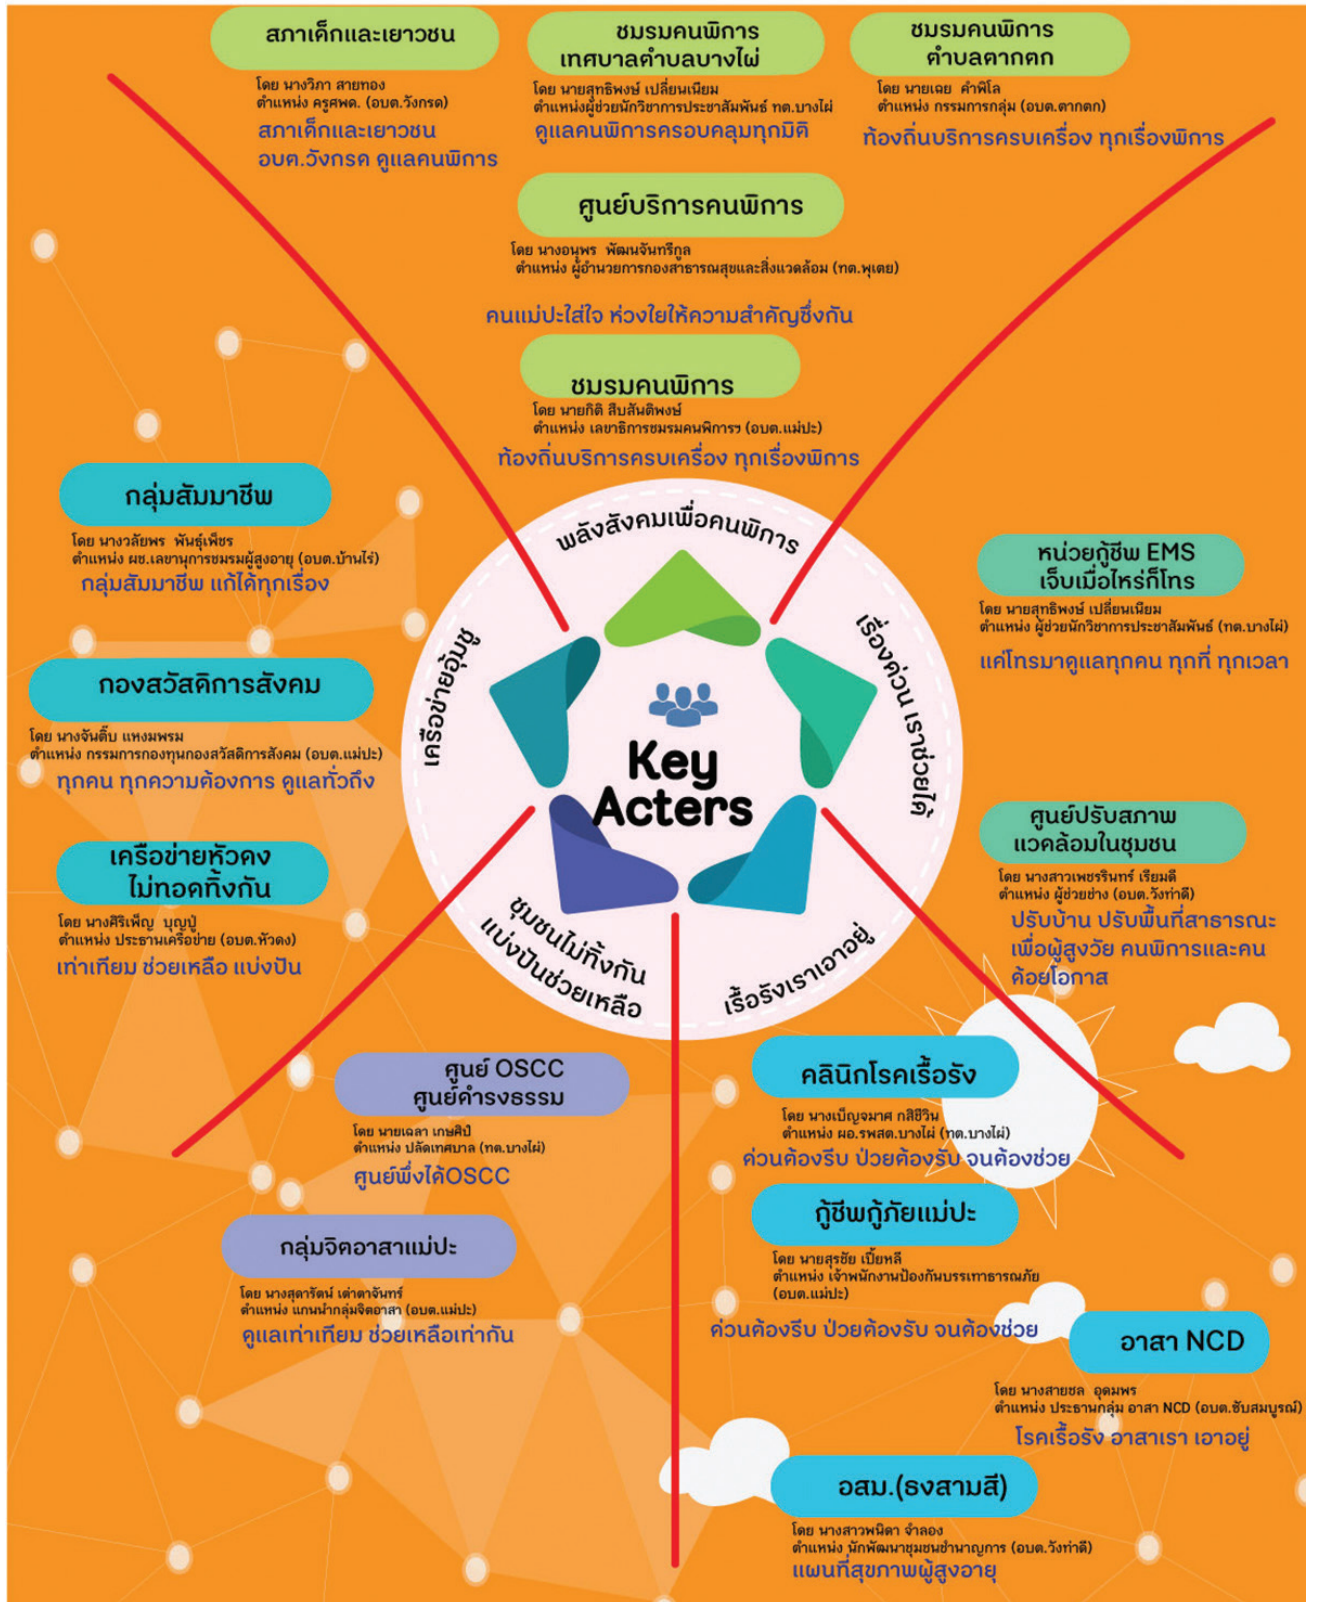 สภาเด็กและเยาวชน
โดย นางวิภา สายทอง
ตำแหน่ง ครูศพด. (อบต.วังกรด)
สภาเด็กและเยาวชน
อบต.วังกรด ดูแลคนพิการ
ชมรมคนพิการ
เทศบาลตำบลบางไผ่
โดย นายสุทธิพงษ์ เปลี่ยนเนียม
ตำแหน่งผู้ช่วยนักวิชาการประชาสัมพันธ์ ทต.บางไผ่
ดูแลคนพิการครอบคลุมทุกมิติ
ชมรมคนพิการ
ตำบลตากตก
โดย นายเฉย คำพิโล
ตำแหน่ง กรรมการกลุ่ม (อบต.ตากตก)
ท้องถิ่นบริการครบเครื่อง ทุกเรื่องพิการ
ศูนย์บริการคนพิการ
โดย นางอนุพร พัฒนจันทรีกูล
ตำแหน่ง ผู้อำนวยการกองสาธารณสุขและสิ่งแวดล้อม (ทต.พุเตย)
คนแม่ปะใส่ใจ ห่วงใยให้ความสำคัญซึ่งกัน
ชมรมคนพิการ
โดย นายกิติ สืบสันติพงษ์
ตำแหน่ง เลขาธิการชมรมคนพิการฯ (อบต.แม่ปะ)
ท้องถิ่นบริการครบเครื่อง ทุกเรื่องพิการ
กลุ่มสัมมาชีพ
โดย นางวลัยพร พันธุ์เพ็ชร
ตำแหน่ง ผช.เลขานุการชมรมผู้สูงอายุ (อบต.บ้านไร่)
กลุ่มสัมมาชีพ แก้ได้ทุกเรื่อง
กองสวัสดิการสังคม
โดย นางจันติ๊บ แหงมพรม
ตำแหน่ง กรรมการกองทุนกองสวัสดิการสังคม (อบต.แม่ปะ)
ทุกคน ทุกความต้องการ ดูแลทั่วถึง
เครือข่ายหัวดง
ไม่ทอดทิ้งกัน
โดย นางศิริเพ็ญ บุญปู่
ตำแหน่ง ประธานเครือข่าย (อบต.หัวดง)
เท่าเทียม ช่วยเหลือ แบ่งปัน
พลังสังคมเพื่อคนพิการ
เครือข่ายอุ้มชู
เรื่องด่วน เราช่วยได้
Key
Acters
ชุมชนไม่ทิ้งกัน
แบ่งปันช่วยเหลือ
เรื้อรังเราเอาอยู่
หน่วยกู้ชีพ EMS
เจ็บเมื่อไหร่ก็โทร
โดย นายสุทธิพงษ์ เปลี่ยนเนียม
ตำแหน่ง ผู้ช่วยนักวิชาการประชาสัมพันธ์ (ทต.บางไผ่)
แค่โทรมาดูแลทุกคน ทุกที่ ทุกเวลา
ศูนย์ปรับสภาพ
แวดล้อมในชุมชน
โดย นางสาวเพชรรินทร์ เรียมดี
ตำแหน่ง ผู้ช่วยช่าง (อบต.วังท่าดี)
ปรับบ้าน ปรับพื้นที่สาธารณะ
เพื่อผู้สูงวัย คนพิการและคน
ด้อยโอกาส
ศูนย์ OSCC
ศูนย์ดำรงธรรม
โดย นายเฉลา เกษศิป์
ตำแหน่ง ปลัดเทศบาล (ทต.บางไผ่)
ศูนย์พึ่งได้OSCC
กลุ่มจิตอาสาแม่ปะ
โดย นางสุดารัตน์ เต่าดาจันทร์
ตำแหน่ง แกนนำกลุ่มจิตอาสา (อบต.แม่ปะ)
ดูแลเท่าเทียม ช่วยเหลือเท่ากัน
คลินิกโรคเรื้อรัง
โดย นางเบ็ญจมาศ กสิชีวิน
ตำแหน่ง ผอ.รพสต.บางไผ่ (ทต.บางไผ่)
ด่วนต้องรีบ ป่วยต้องรับ จนต้องช่วย
กู้ชีพกู้ภัยแม่ปะ
โดย นายสุรชัย เปี้ยหลี
ตำแหน่ง เจ้าพนักงานป้องกันบรรเทาธารณภัย
(อบต.แม่ปะ)
ด่วนต้องรีบ ป่วยต้องรับ จนต้องช่วย
อาสา NCD
โดย นางสายชล อุดมพร
ตำแหน่ง ประธานกลุ่ม อาสา NCD (อบต.ซับสมบูรณ์)
โรคเรื้อรัง อาสาเรา เอาอยู่
อสม.(ธงสามสี)
โดย นางสาวพนิดา จำลอง
ตำแหน่ง นักพัฒนาชุมชนชำนาญการ (อบต.วังท่าดี)
แผนที่สุขภาพผู้สูงอายุ